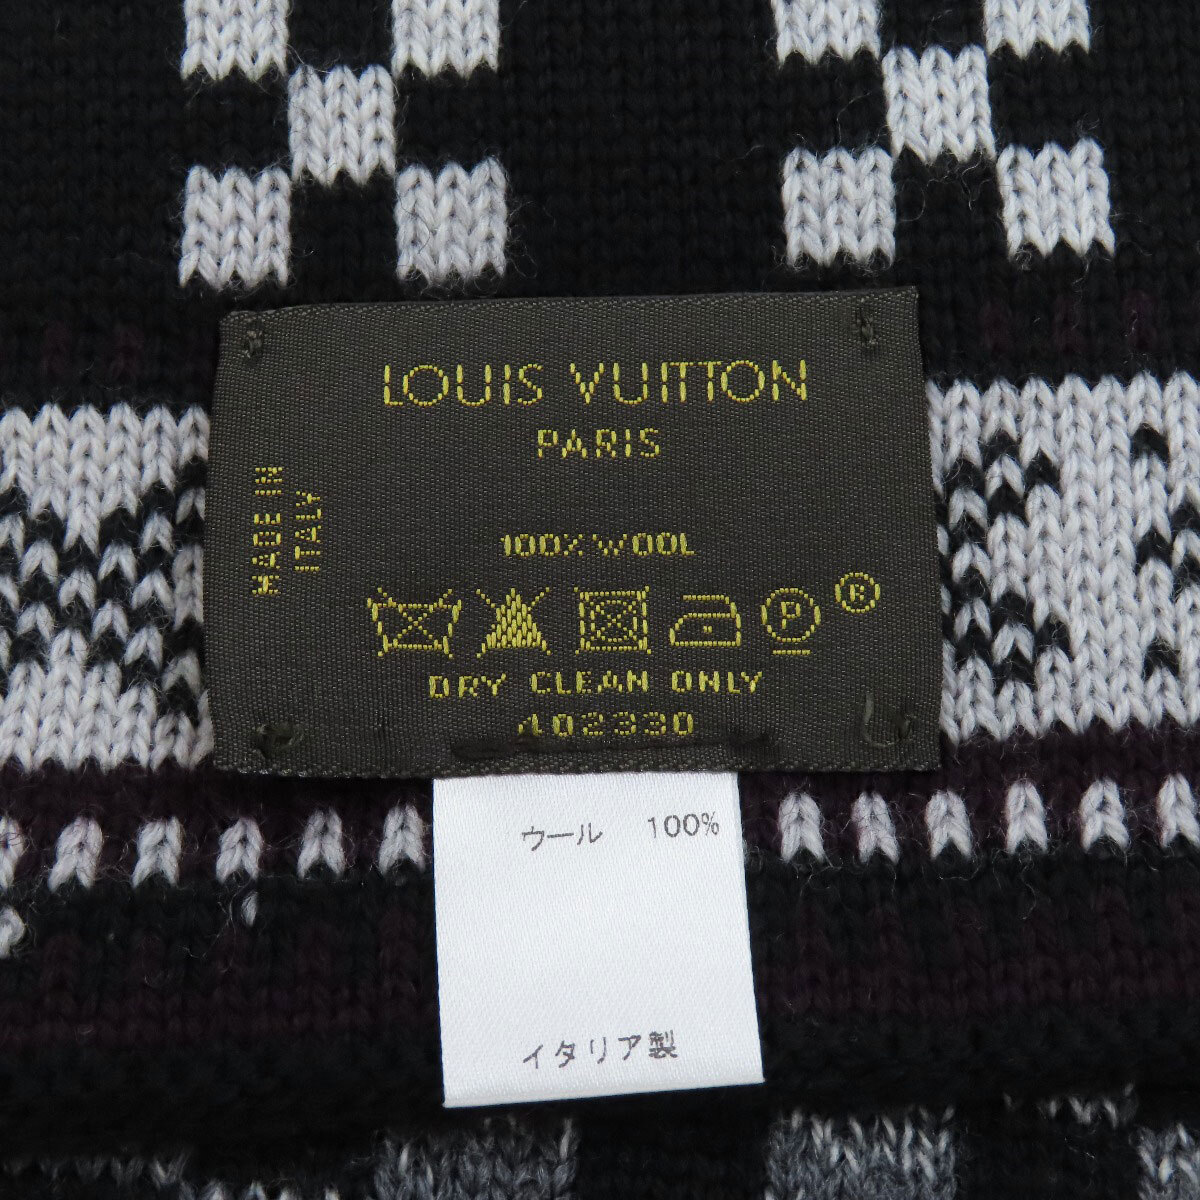 LOUIS VUITTON
PARIS
MADE IN
ITALY
100% WOOL
P
®
DRY CLEAN ONLY
402330
ウール 100%
イタリア製